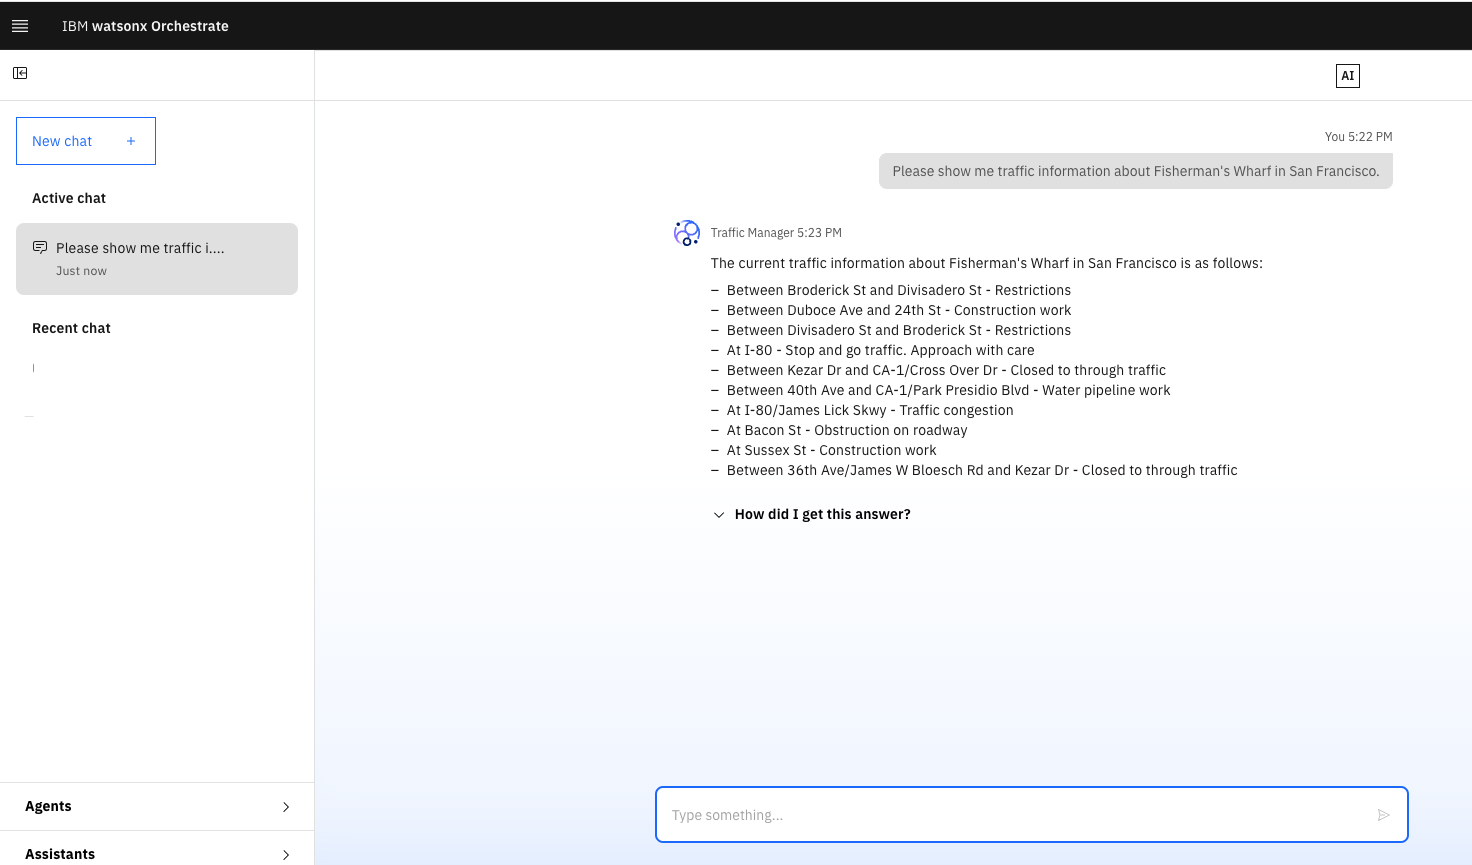 IBM watsonx Orchestrate
AI
New chat +
Active chat
Please show me traffic i....
Just now
Recent chat
Agents
Assistants
You 5:22 PM
Please show me traffic information about Fisherman's Wharf in San Francisco.
Traffic Manager 5:23 PM
The current traffic information about Fisherman's Wharf in San Francisco is as follows:
– Between Broderick St and Divisadero St - Restrictions
– Between Duboce Ave and 24th St - Construction work
– Between Divisadero St and Broderick St - Restrictions
– At I-80 - Stop and go traffic. Approach with care
– Between Kezar Dr and CA-1/Cross Over Dr - Closed to through traffic
– Between 40th Ave and CA-1/Park Presidio Blvd - Water pipeline work
– At I-80/James Lick Skwy - Traffic congestion
– At Bacon St - Obstruction on roadway
– At Sussex St - Construction work
– Between 36th Ave/James W Bloesch Rd and Kezar Dr - Closed to through traffic
How did I get this answer?
Type something...